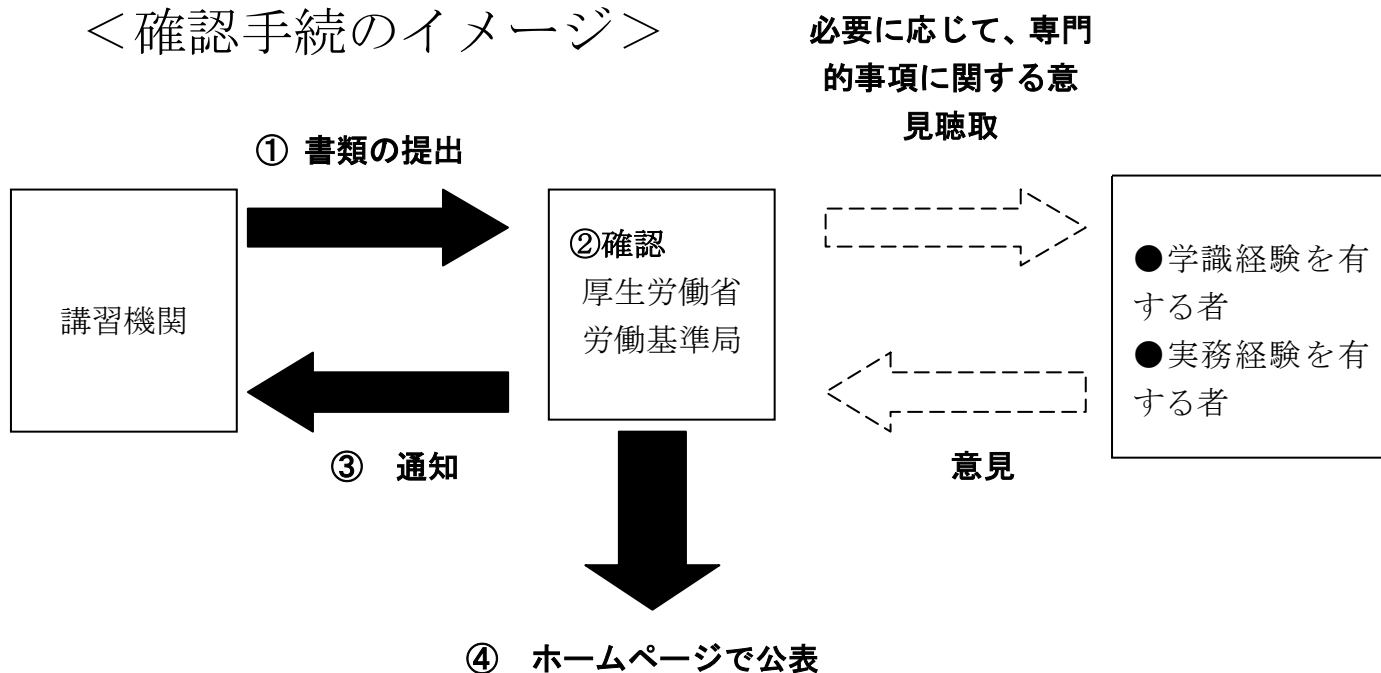 ＜確認手続のイメージ＞
必要に応じて、専門
的事項に関する意
見聴取
① 書類の提出
講習機関
②確認
厚生労働省
労働基準局
●学識経験を有
する者
●実務経験を有
する者
③　通知
意見
④　ホームページで公表